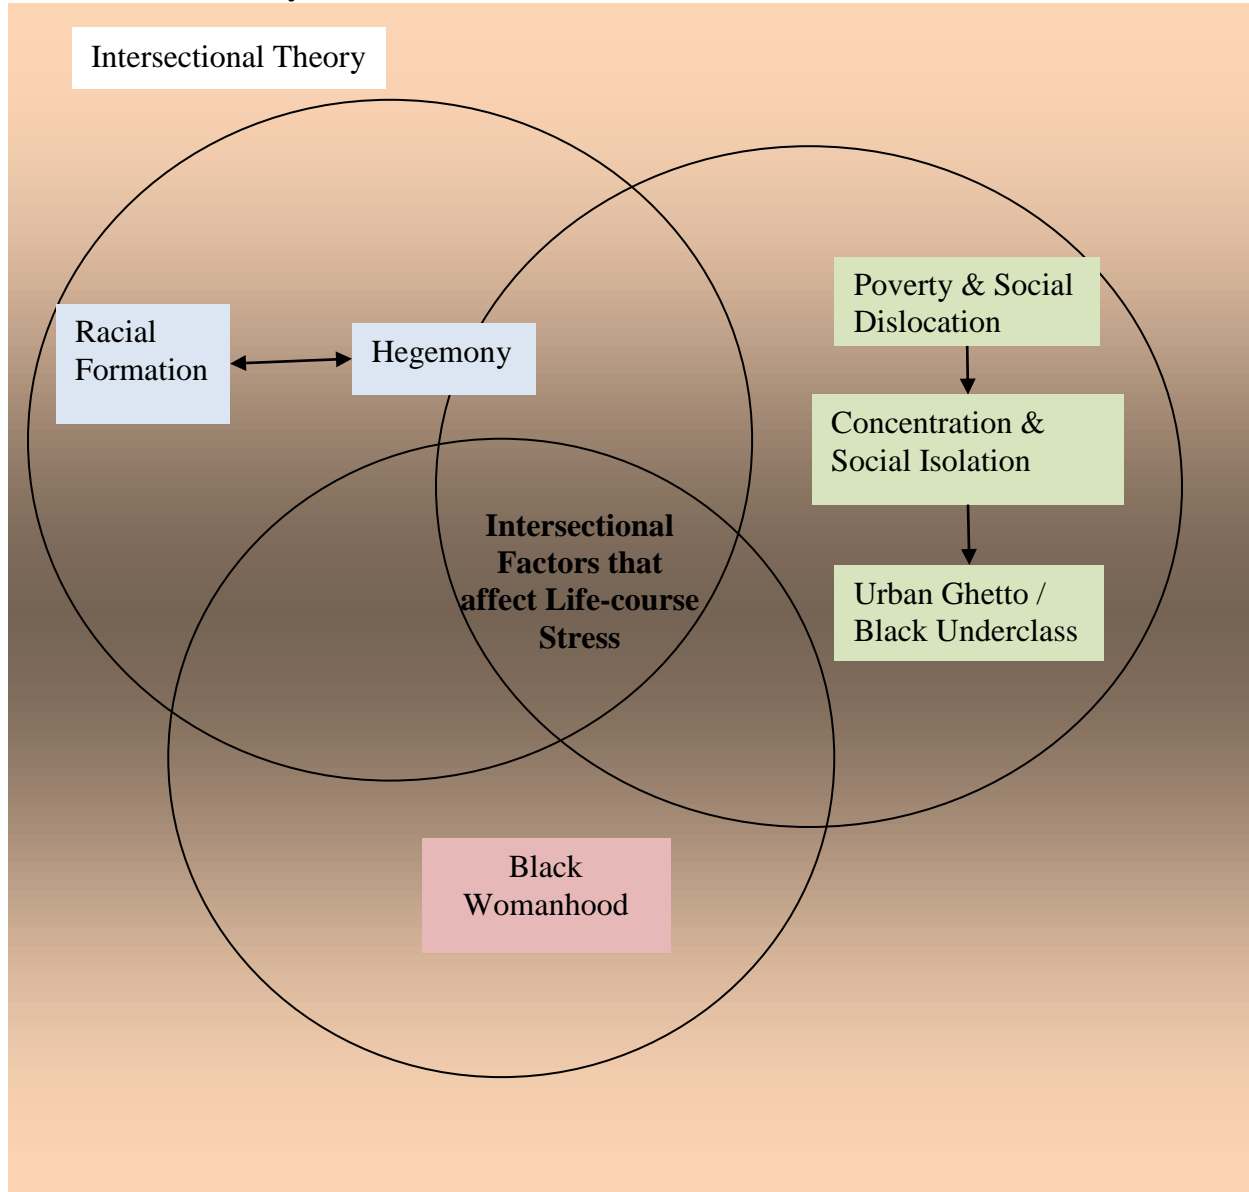 Intersectional Theory
Racial
Formation
Hegemony
Poverty & Social
Dislocation
Concentration &
Social Isolation
Urban Ghetto /
Black Underclass
Intersectional
Factors that
affect Life-course
Stress
Black
Womanhood